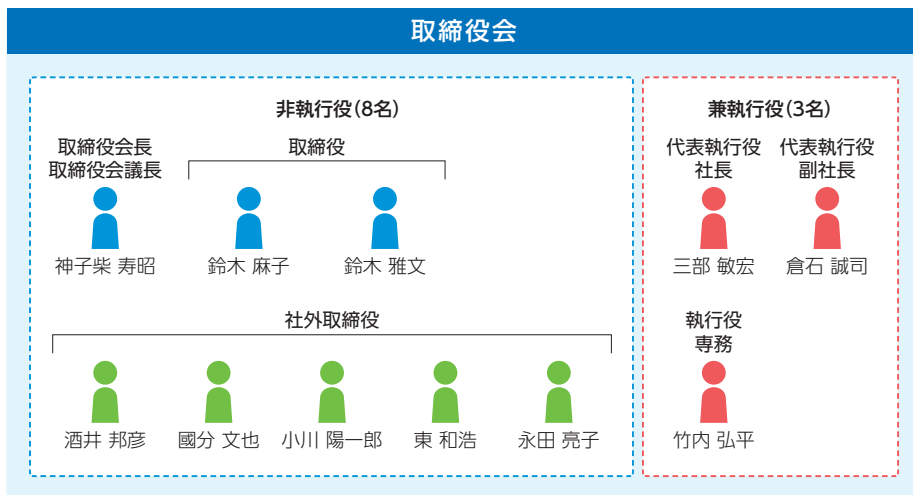 取締役会
非執行役(8名)
取締役会長
取締役会議長
取締役
神子柴 寿昭
鈴木 麻子
鈴木 雅文
社外取締役
酒井 邦彦
國分 文也
小川 陽一郎
東 和浩
永田 亮子
兼執行役(3名)
代表執行役
社長
代表執行役
副社長
三部 敏宏
倉石 誠司
執行役
専務
竹内 弘平